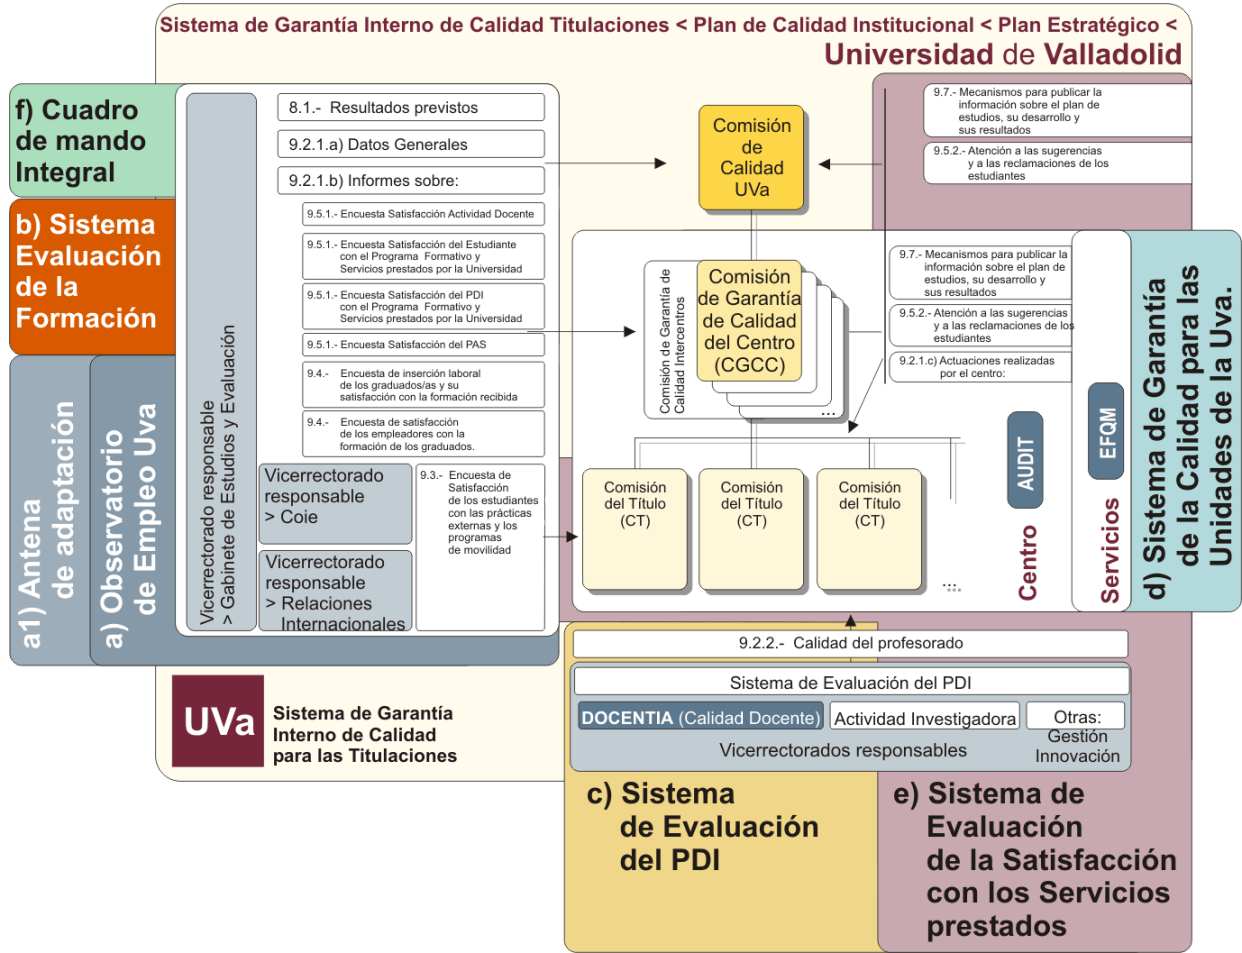 Sistema de Garantía Interno de Calidad Titulaciones < Plan de Calidad Institucional < Plan Estratégico <
Universidad de Valladolid
f) Cuadro
de mando
Integral
b) Sistema
Evaluación
de la
Formación
a1) Antena
de adaptación
a) Observatorio
de Empleo Uva
Vicerrectorado responsable
> Gabinete de Estudios y Evaluación
8.1.- Resultados previstos
9.2.1.a) Datos Generales
9.2.1.b) Informes sobre:
9.5.1.- Encuesta Satisfacción Actividad Docente
9.5.1.- Encuesta Satisfacción del Estudiante
con el Programa Formativo y
Servicios prestados por la Universidad
9.5.1.- Encuesta Satisfacción del PDI
con el Programa Formativo y
Servicios prestados por la Universidad
9.5.1.- Encuesta Satisfacción del PAS
9.4.- Encuesta de inserción laboral
de los graduados/as y su
satisfacción con la formación recibida
9.4.- Encuesta de satisfacción
de los empleadores con la
formación de los graduados.
Vicerrectorado
responsable
> Coie
Vicerrectorado
responsable
> Relaciones
Internacionales
9.3.- Encuesta de
Satisfacción
de los estudiantes
con las prácticas
externas y los
programas
de movilidad
Comisión
de
Calidad
UVa
9.7.- Mecanismos para publicar la
información sobre el plan de
estudios, su desarrollo y
sus resultados
9.5.2.- Atención a las sugerencias
y a las reclamaciones de los
estudiantes
Comisión de Garantía de
Calidad Intercentros
Comisión
de Garantía
de Calidad
del Centro
(CGCC)
...
9.7.- Mecanismos para publicar la
información sobre el plan de
estudios, su desarrollo y
sus resultados
9.5.2.- Atención a las sugerencias
y a las reclamaciones de los
estudiantes
9.2.1.c) Actuaciones realizadas
por el centro:
Comisión
del Título
(CT)
Comisión
del Título
(CT)
Comisión
del Título
(CT)
....
AUDIT
Centro
EFQM
Servicios
d) Sistema de Garantía
de la Calidad para las
Unidades de la Uva.
9.2.2.- Calidad del profesorado
Sistema de Evaluación del PDI
DOCENTIA (Calidad Docente)
Actividad Investigadora
Otras:
Gestión
Innovación
Vicerrectorados responsables
UVa
Sistema de Garantía
Interno de Calidad
para las Titulaciones
c) Sistema
de Evaluación
del PDI
e) Sistema de
Evaluación
de la Satisfacción
con los Servicios
prestados